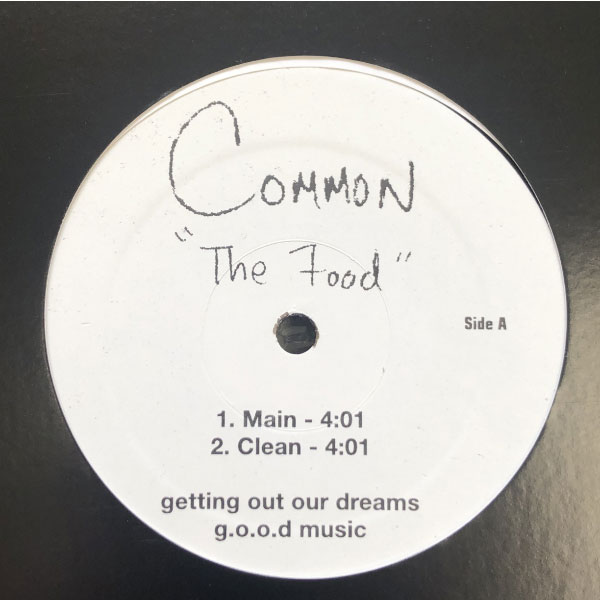 Common
"The Food"
Side A
1. Main - 4:01
2. Clean - 4:01
getting out our dreams
g.o.o.d music